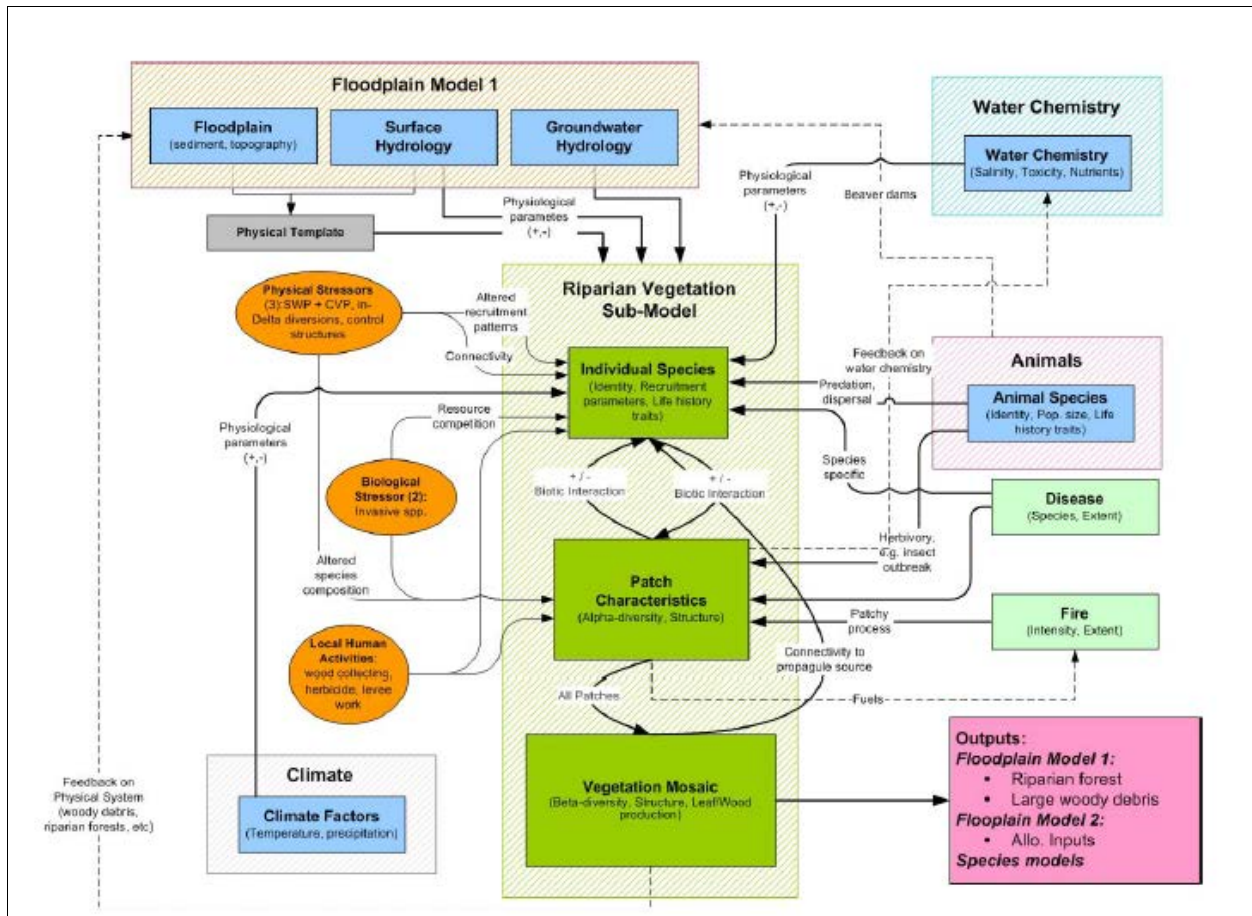 Floodplain Model 1
Floodplain
(sediment, topography)
Surface
Hydrology
Groundwater
Hydrology
Water Chemistry
Water Chemistry
(Salinity, Toxicity, Nutrients)
Physiological
parameters
(+,-)
Beaver dams
Physiological
parametes
(+,-)
Physical Template
Physical Stressors
(3):SWP + CVP, in-
Delta diversions, control
structures
Riparian Vegetation
Sub-Model
Altered
recruitment
patterns
Connectivity
Individual Species
(Identity, Recruitment
parameters, Life history
traits)
Feedback on
water chemistry
Predation,
dispersal
Animals
Animal Species
(Identity, Pop. size, Life
history traits)
Physiological
parameters
(+,-)
Resource
competition
Biological
Stressor (2):
Invasive spp.
+ / -
Biotic Interaction
+ / -
Biotic Interaction
Species
specific
Disease
(Species, Extent)
Herbivory,
e.g. insect
outbreak
Altered
species
composition
Patch
Characteristics
(Alpha-diversity, Structure)
Patchy
process
Fire
(Intensity, Extent)
Local Human
Activities:
wood collecting,
herbicide, levee
work
Connectivity to
propagule source
All Patches
Fuels
Feedback on
Physical System
(woody debris,
riparian forests, etc)
Climate
Climate Factors
(Temperature, precipitation)
Vegetation Mosaic
(Beta-diversity, Structure, Leaf/Wood
production)
Outputs:
Floodplain Model 1:
• Riparian forest
• Large woody debris
Flooplain Model 2:
• Allo. Inputs
Species models